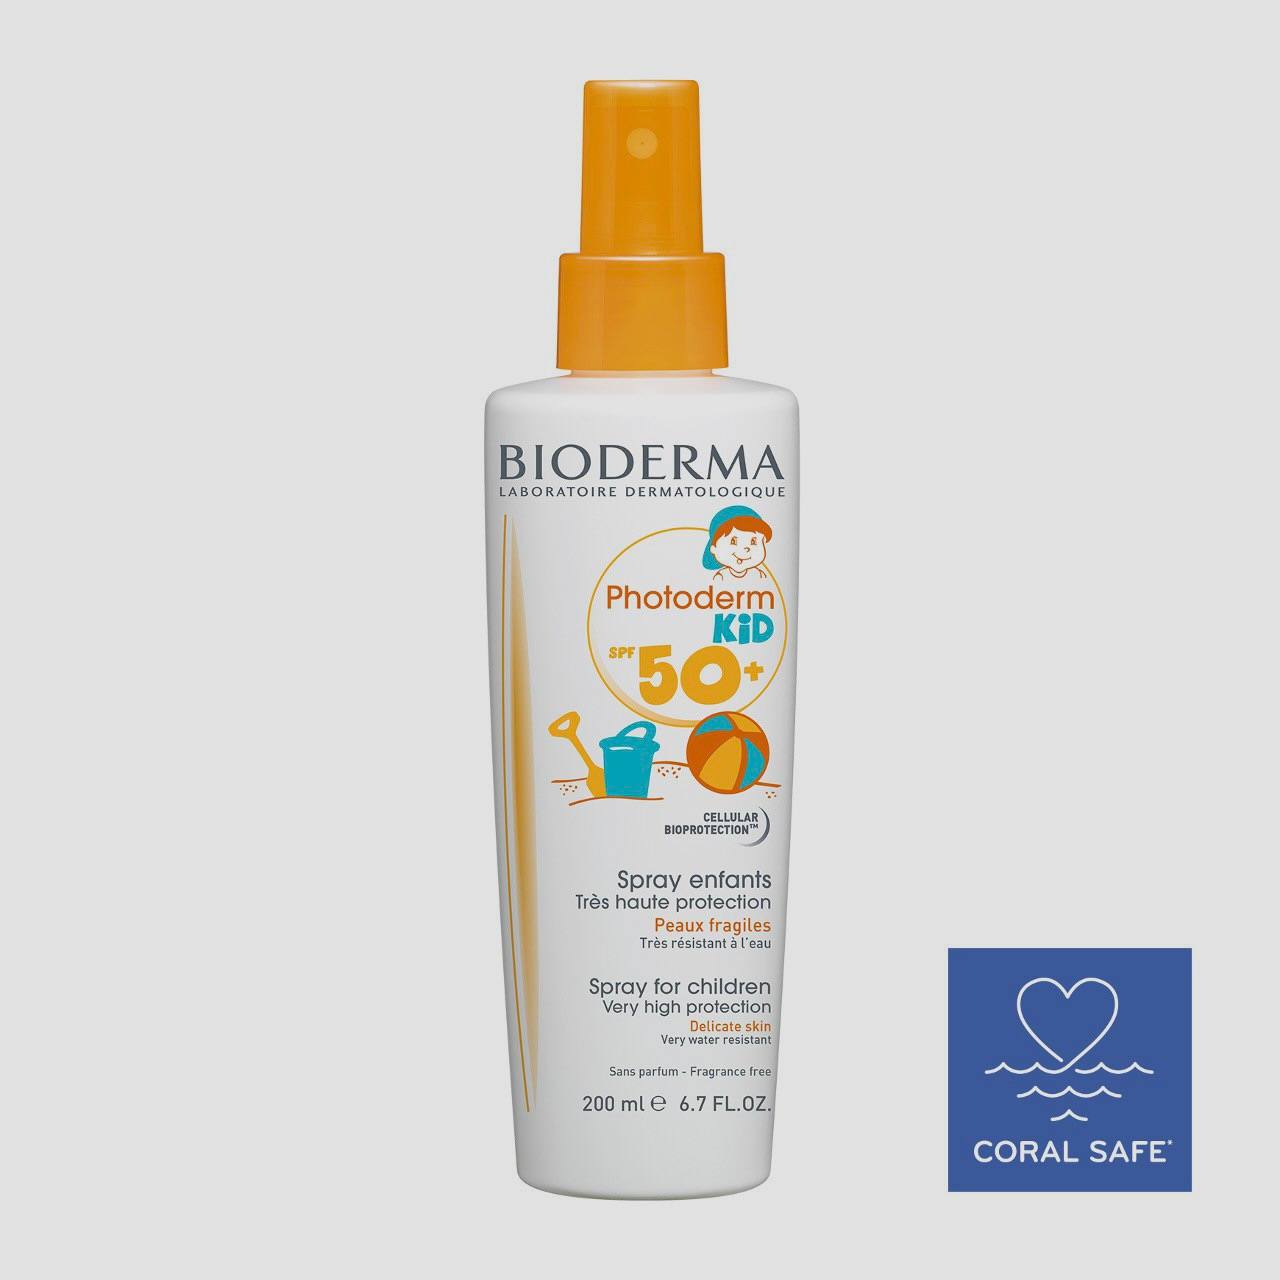 BIODERMA
LABORATOIRE DERMATOLOGIQUE
Photoderm
KiD
SPF 50+
CELLULAR
BIOPROTECTION™
Spray enfants
Très haute protection
Peaux fragiles
Très résistant à l'eau
Spray for children
Very high protection
Delicate skin
Very water resistant
Sans parfum - Fragrance free
200 ml ℮ 6.7 FL.OZ.
CORAL SAFE*